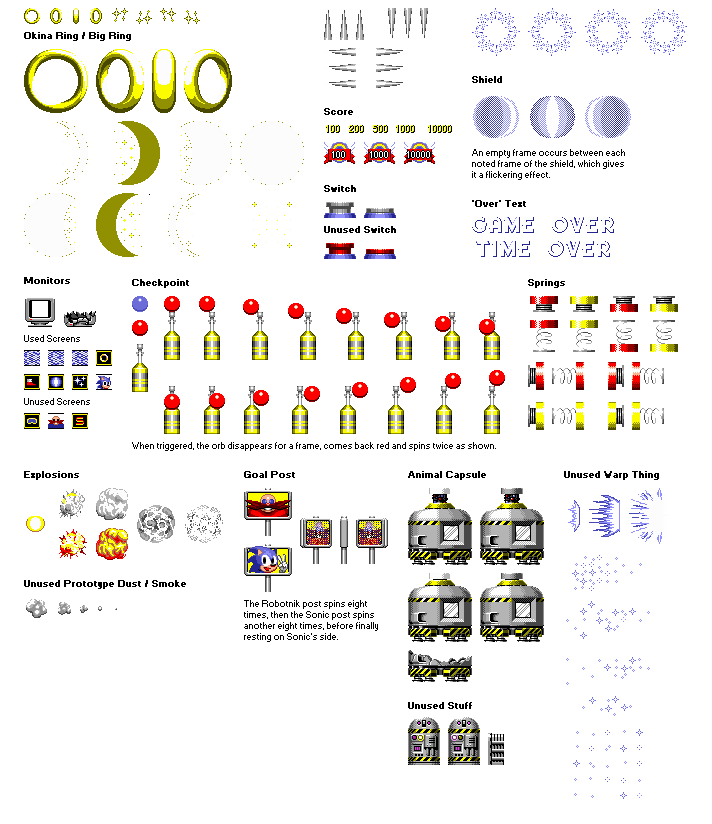 Okina Ring / Big Ring
Score
100 200 500 1000 10000
100 1000 10000
Switch
Unused Switch
Shield
An empty frame occurs between each
noted frame of the shield, which gives
it a flickering effect.
'Over' Text
GAME OVER
TIME OVER
Monitors
Used Screens
Unused Screens
S
Checkpoint
When triggered, the orb disappears for a frame, comes back red and spins twice as shown.
Springs
Explosions
Unused Prototype Dust / Smoke
Goal Post
The Robotnik post spins eight
times, then the Sonic post spins
another eight times, before finally
resting on Sonic's side.
Animal Capsule
Unused Stuff
Unused Warp Thing